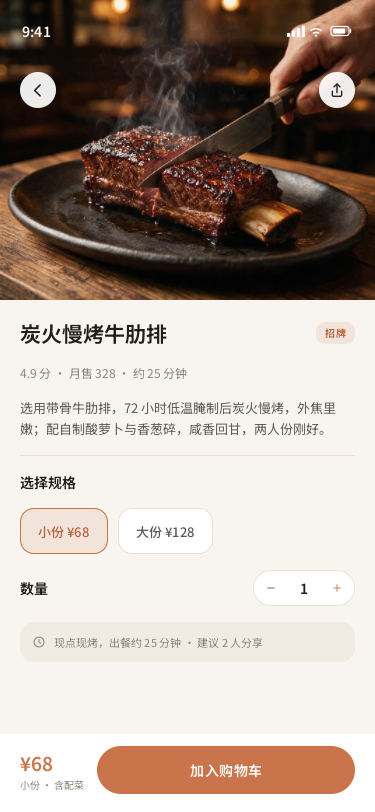 9:41
炭火慢烤牛肋排
招牌
4.9 分 · 月售 328 · 约 25 分钟
选用带骨牛肋排，72 小时低温腌制后炭火慢烤，外焦里
嫩；配自制酸萝卜与香葱碎，咸香回甘，两人份刚好。
选择规格
小份 ¥68
大份 ¥128
数量
− 1 +
现点现烤，出餐约 25 分钟 · 建议 2 人分享
¥68
小份 · 含配菜
加入购物车